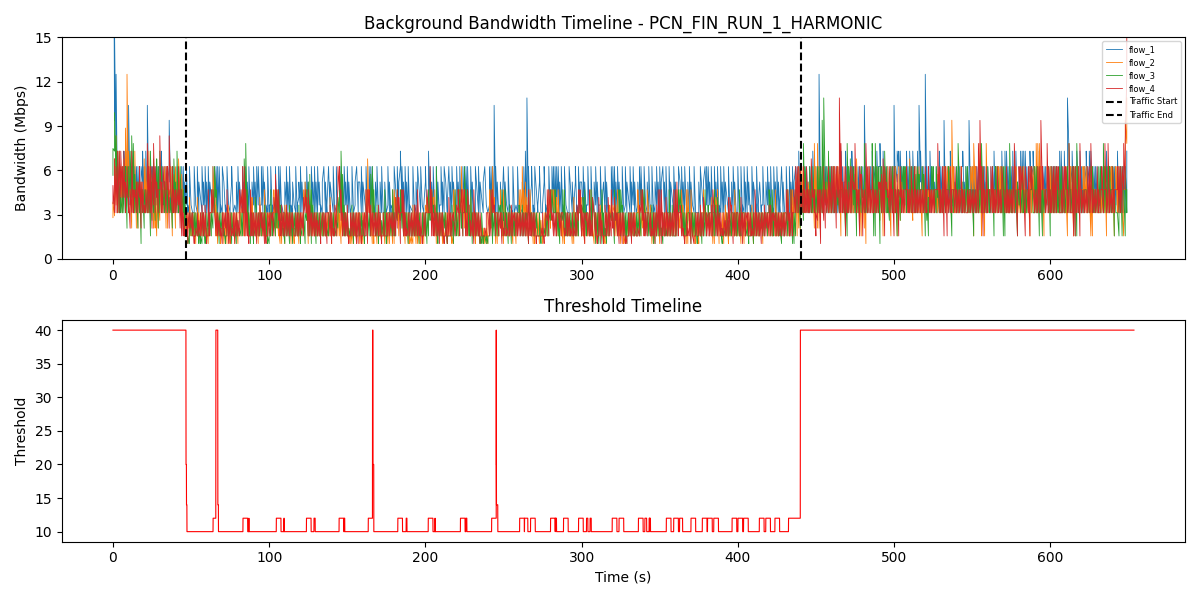 Background Bandwidth Timeline - PCN_FIN_RUN_1_HARMONIC
Bandwidth (Mbps)
15
12
9
6
3
0
flow_1
flow_2
flow_3
flow_4
Traffic Start
Traffic End
0 100 200 300 400 500 600
Threshold Timeline
Threshold
40
35
30
25
20
15
10
0 100 200 300 400 500 600
Time (s)